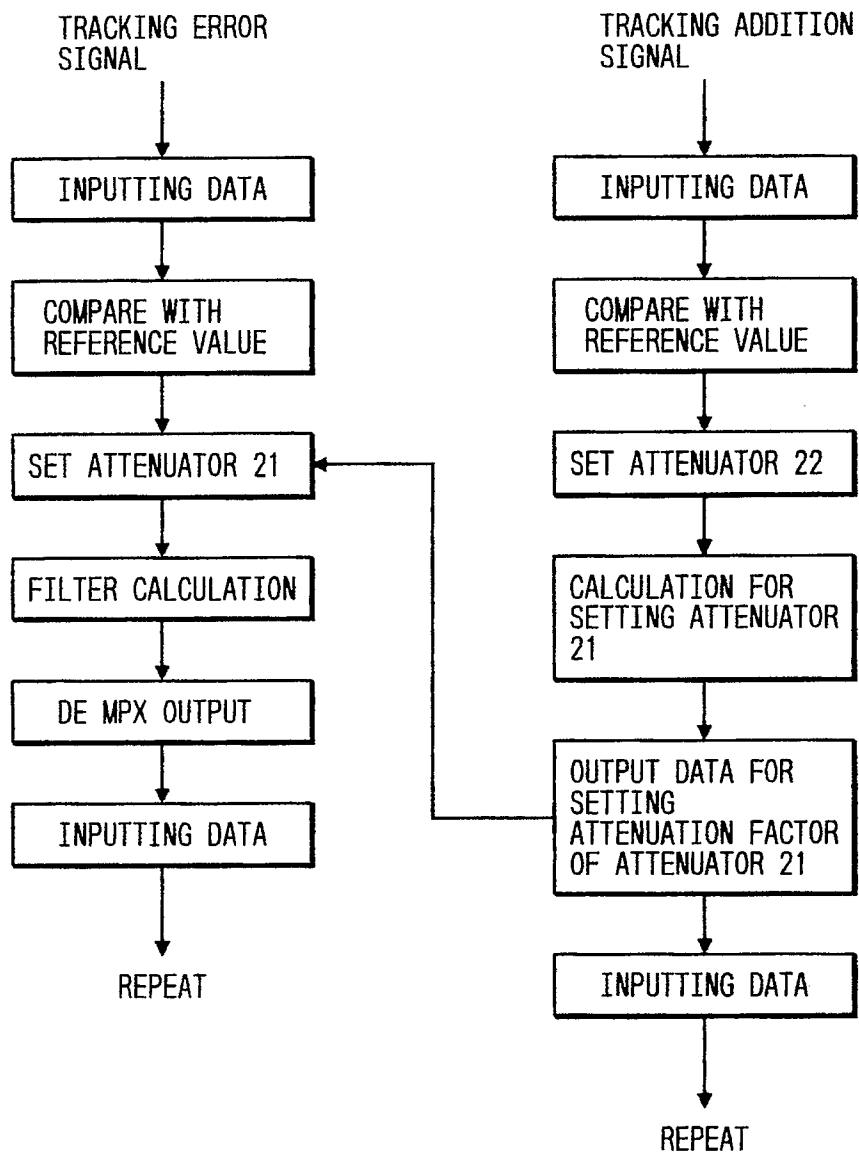 TRACKING ERROR
SIGNAL
INPUTTING DATA
COMPARE WITH
REFERENCE VALUE
SET ATTENUATOR 21
FILTER CALCULATION
DE MPX OUTPUT
INPUTTING DATA
REPEAT
TRACKING ADDITION
SIGNAL
INPUTTING DATA
COMPARE WITH
REFERENCE VALUE
SET ATTENUATOR 22
CALCULATION FOR
SETTING ATTENUATOR
21
OUTPUT DATA FOR
SETTING
ATTENUATION FACTOR
OF ATTENUATOR 21
INPUTTING DATA
REPEAT